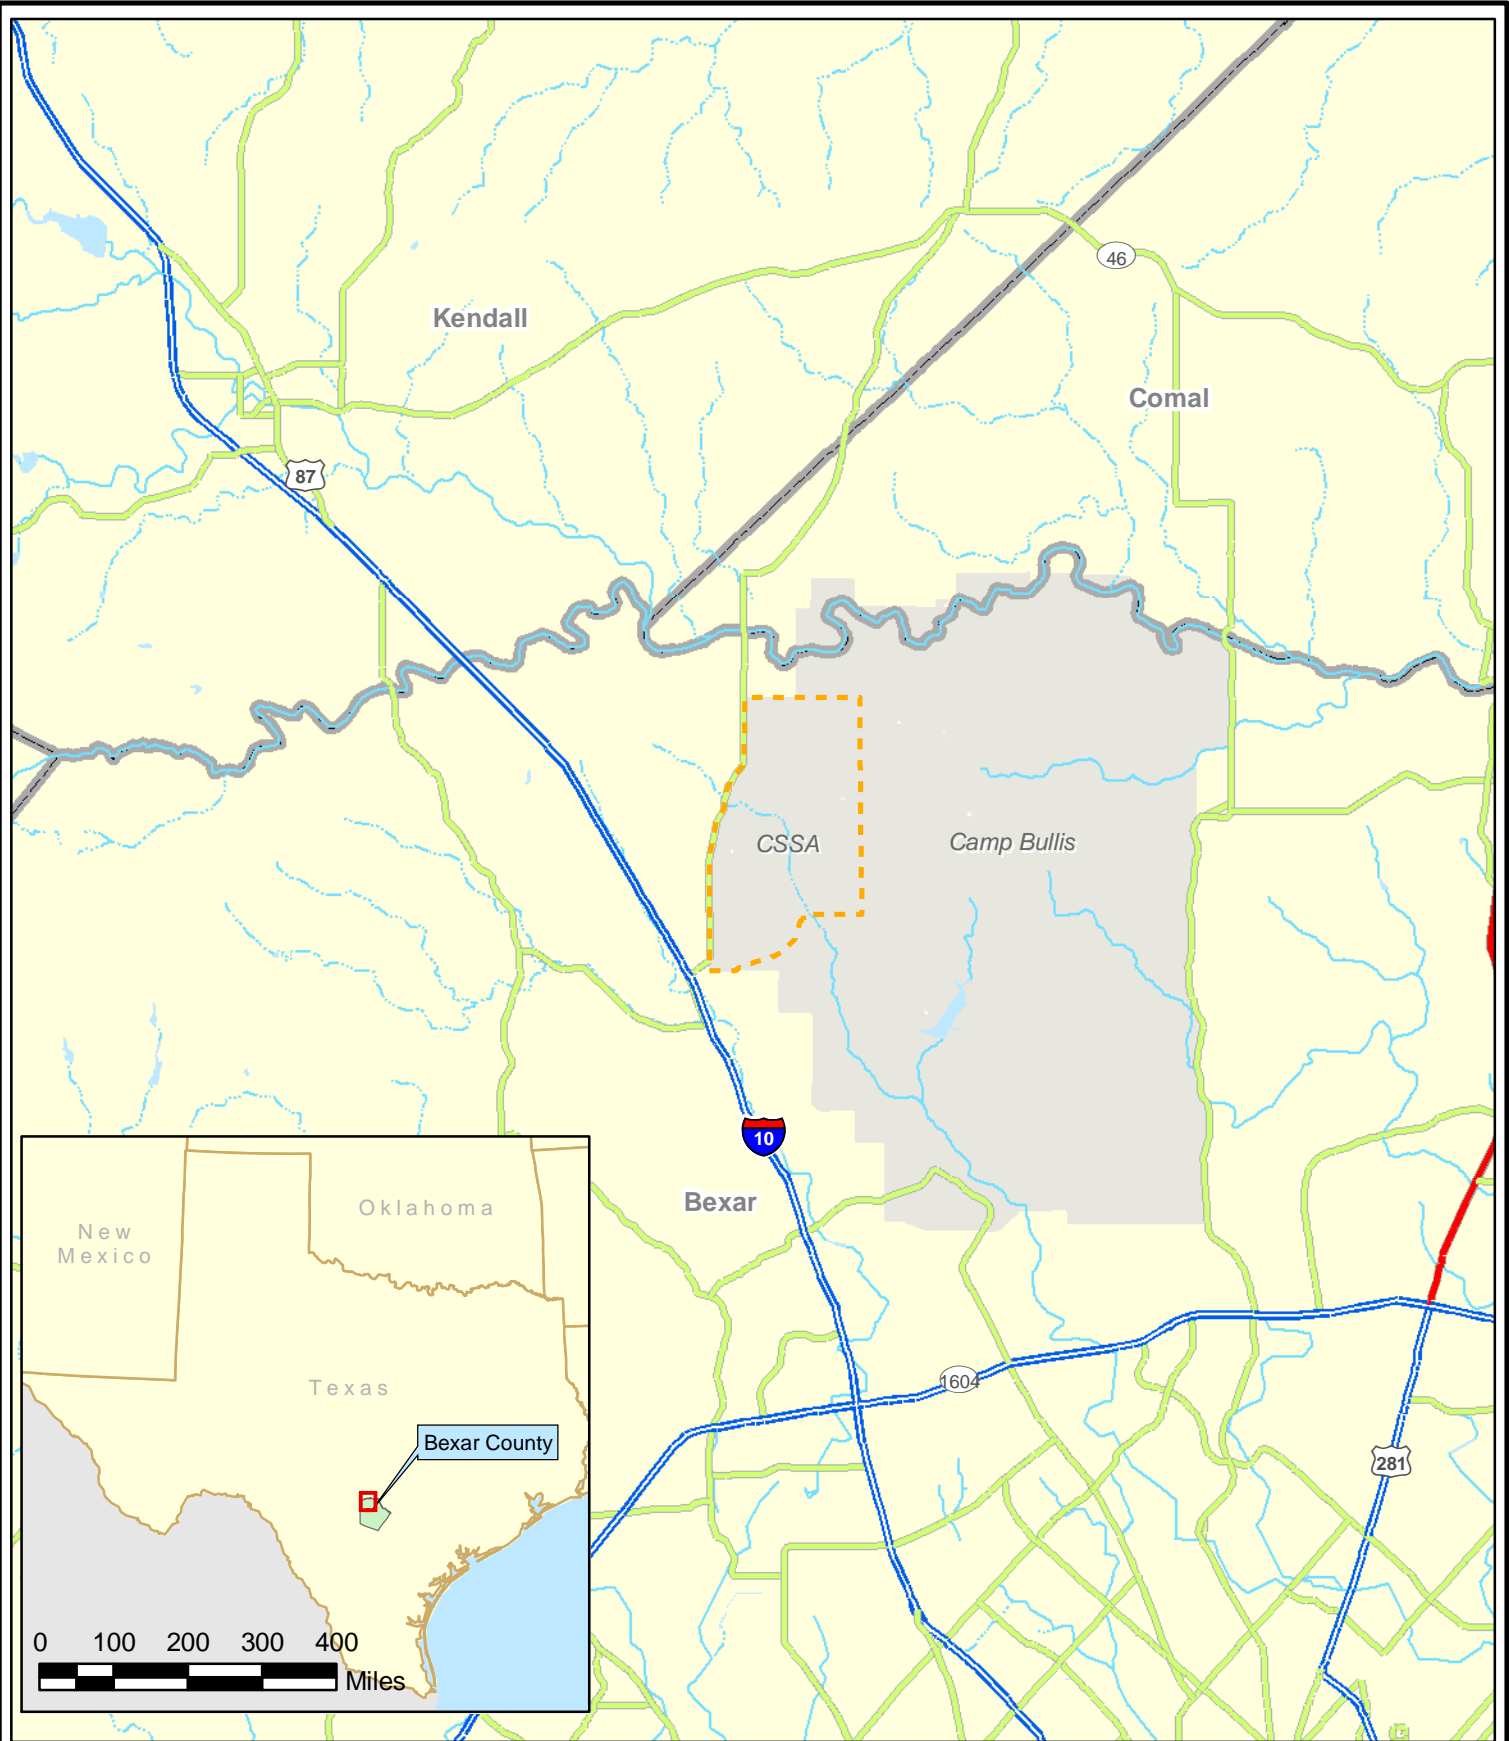 46
Kendall
Comal
87
CSSA
Camp Bullis
10
Bexar
Oklahoma
New
Mexico
Texas
1604
Bexar County
281
0 100 200 300 400
Miles